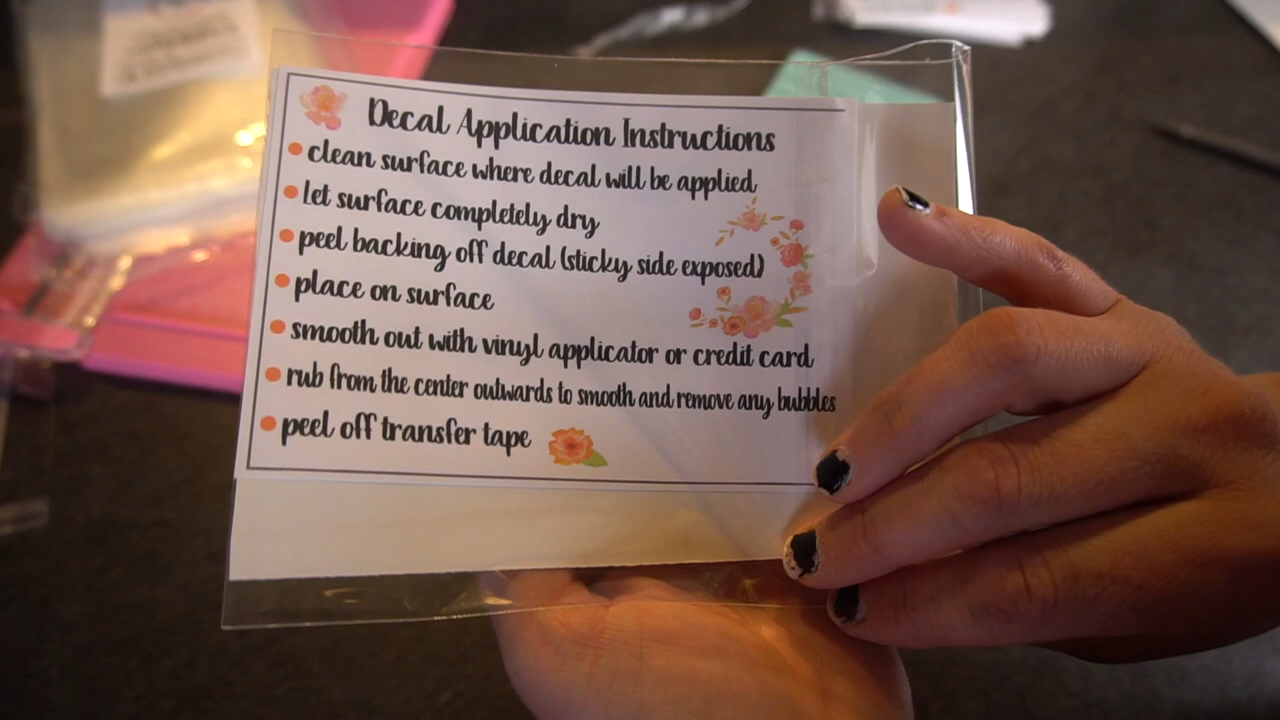 Decal Application Instructions
clean surface where decal will be applied
let surface completely dry
peel backing off decal (sticky side exposed)
place on surface
smooth out with vinyl applicator or credit card
rub from the center outwards to smooth and remove any bubbles
peel off transfer tape